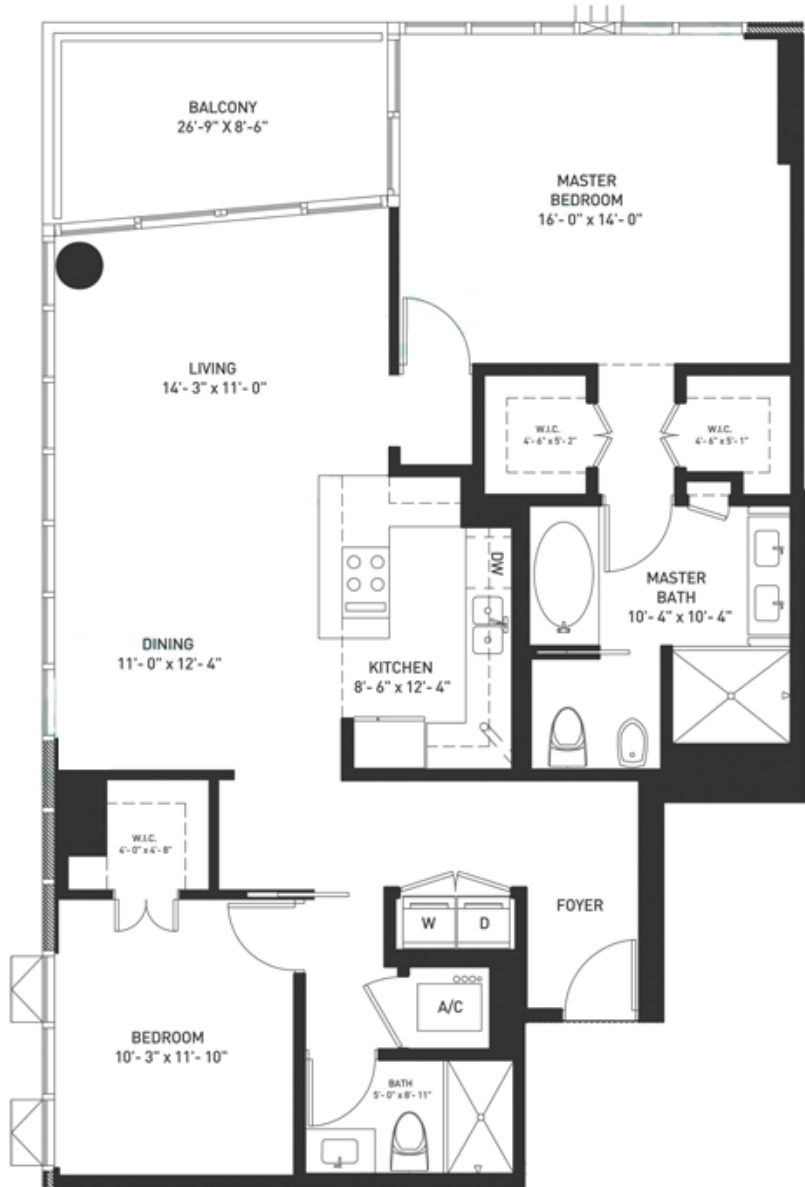 BALCONY
26'-9" X 8'-6"
MASTER
BEDROOM
16'- 0" x 14'- 0"
LIVING
14'- 3" x 11'- 0"
W.I.C.
4'- 6" x 5'- 2"
W.I.C.
4'- 6" x 5'- 1"
DW
MASTER
BATH
10'- 4" x 10'- 4"
DINING
11'- 0" x 12'- 4"
KITCHEN
8'- 6" x 12'- 4"
W.I.C.
4'- 0" x 4'- 8"
W
D
FOYER
A/C
BEDROOM
10'- 3" x 11'- 10"
BATH
5'- 0" x 8'- 11"